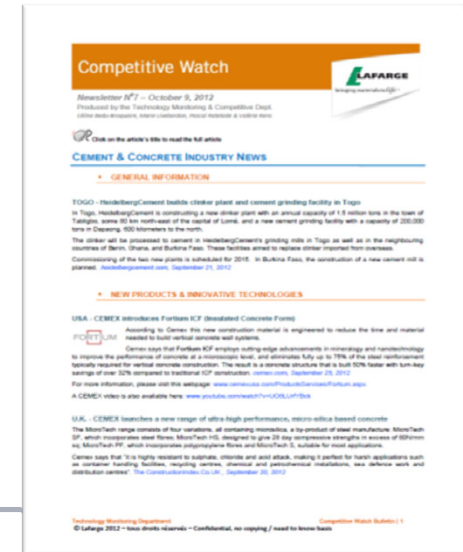 Competitive Watch
LAFARGE
Newsletter N°7 – October 9, 2012
Produced by the Technology Monitoring & Competitive Dept.
Click on the article's title to read the full article
CEMENT & CONCRETE INDUSTRY NEWS
• GENERAL INFORMATION
TOGO - HeidelbergCement builds clinker plant and cement grinding facility in Togo
In Togo, HeidelbergCement is constructing a new clinker plant with an annual capacity of 1.5 million tons in the town of
Tabligbo, some 80 km north-east of the capital of Lomé, and a new cement grinding facility with a capacity of 200,000
tons in Dapaong, 600 kilometers to the north.
The clinker will be processed to cement in HeidelbergCement's grinding mills in Togo as well as in the neighbouring
countries of Benin, Ghana, and Burkina Faso. These facilities aimed to replace clinker imported from overseas.
Commissioning of the two new plants is scheduled for 2015. In Burkina Faso, the construction of a new cement mill is
planned. heidelbergcement.com, September 21, 2012
• NEW PRODUCTS & INNOVATIVE TECHNOLOGIES
USA - CEMEX introduces Fortium ICF (Insulated Concrete Form)
FORTIUM
According to Cemex this new construction material is engineered to reduce the time and material
needed to build vertical concrete wall systems.
Cemex says that Fortium ICF employs cutting-edge advancements in mineralogy and nanotechnology
to improve the performance of concrete at a microscopic level, and eliminates fully up to 75% of the steel reinforcement
typically required for vertical concrete construction. The result is a concrete structure that is built 50% faster with turn-key
savings of over 32% compared to traditional ICF construction. cemex.com, September 25, 2012
For more information, please visit this webpage: www.cemexusa.com/ProductsServices/Fortium.aspx
A CEMEX video is also available here:
U.K. - CEMEX launches a new range of ultra-high performance, micro-silica based concrete
The MicroTech range consists of four variations, all containing microsilica, a by-product of steel manufacture. MicroTech
SF, which incorporates steel fibres; MicroTech HS, designed to give 28 day compressive strengths in excess of 80N/mm
sq; MicroTech PF, which incorporates polypropylene fibres and MicroTech S, suitable for most applications.
Cemex says that "it is highly resistant to sulphate, chloride and acid attack, making it perfect for harsh applications such
as container handling facilities, recycling centres, chemical and petrochemical installations, sea defence work and
distribution centres". The ConstructionIndex.Co.UK., September 20, 2012
Technology Monitoring Department
Competitive Watch Bulletin | 1
© Lafarge 2012 – tous droits réservés – Confidential, no copying / need to know basis